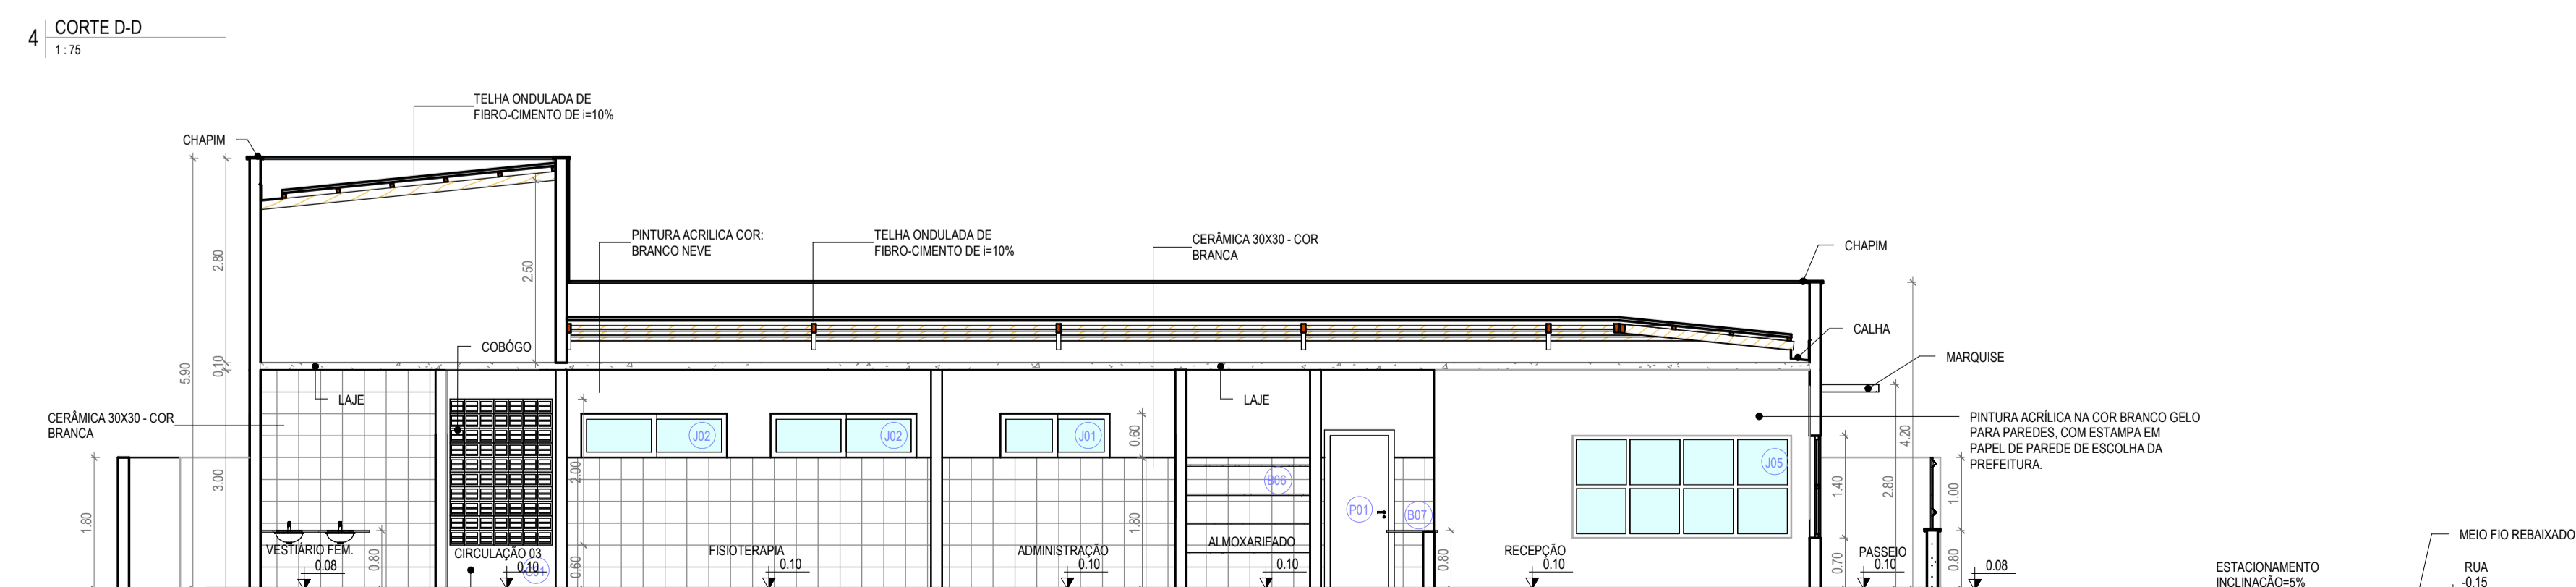 4
CORTE D-D
1 : 75
TELHA ONDULADA DE
FIBRO-CIMENTO DE i=10%
CHAPIM
PINTURA ACRILICA COR:
BRANCO NEVE
TELHA ONDULADA DE
FIBRO-CIMENTO DE i=10%
CERÂMICA 30X30 - COR
BRANCA
CHAPIM
2.80
2.50
CALHA
COBÓGO
MARQUISE
5.90
0,10
LAJE
LAJE
CERÂMICA 30X30 - COR
BRANCA
PINTURA ACRÍLICA NA COR BRANCO GELO
PARA PAREDES, COM ESTAMPA EM
PAPEL DE PAREDE DE ESCOLHA DA
PREFEITURA.
J02
J02
J01
0.60
4.20
J05
3.00
2.00
B06
1.40
2.80
1.00
1.80
1.80
P01
B07
MEIO FIO REBAIXADO
VESTIÁRIO FEM.
0.08
0.80
CIRCULAÇÃO 03
0.10
0.60
FISIOTERAPIA
0.10
ADMINISTRAÇÃO
0.10
ALMOXARIFADO
0.10
0.80
RECEPÇÃO
0.10
0.70
PASSEIO
0.10
0.80
0.08
ESTACIONAMENTO
INCLINAÇÃO=5%
RUA
-0.15